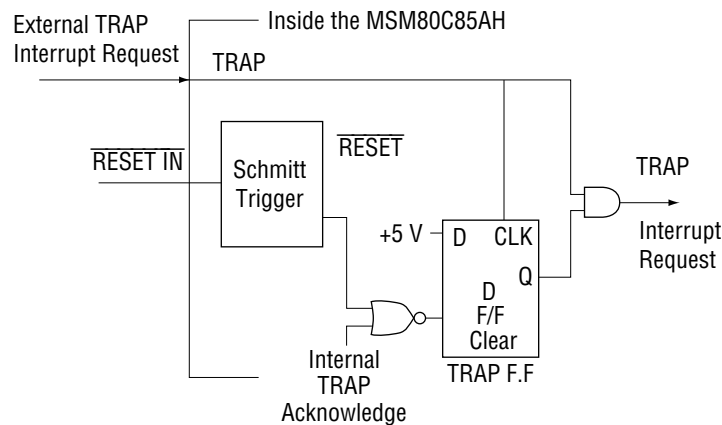 External TRAP
Interrupt Request
Inside the MSM80C85AH
TRAP
RESET IN
Schmitt
Trigger
RESET
+5 V
D
CLK
Q
D
F/F
Clear
TRAP F.F
Internal
TRAP
Acknowledge
TRAP
Interrupt
Request